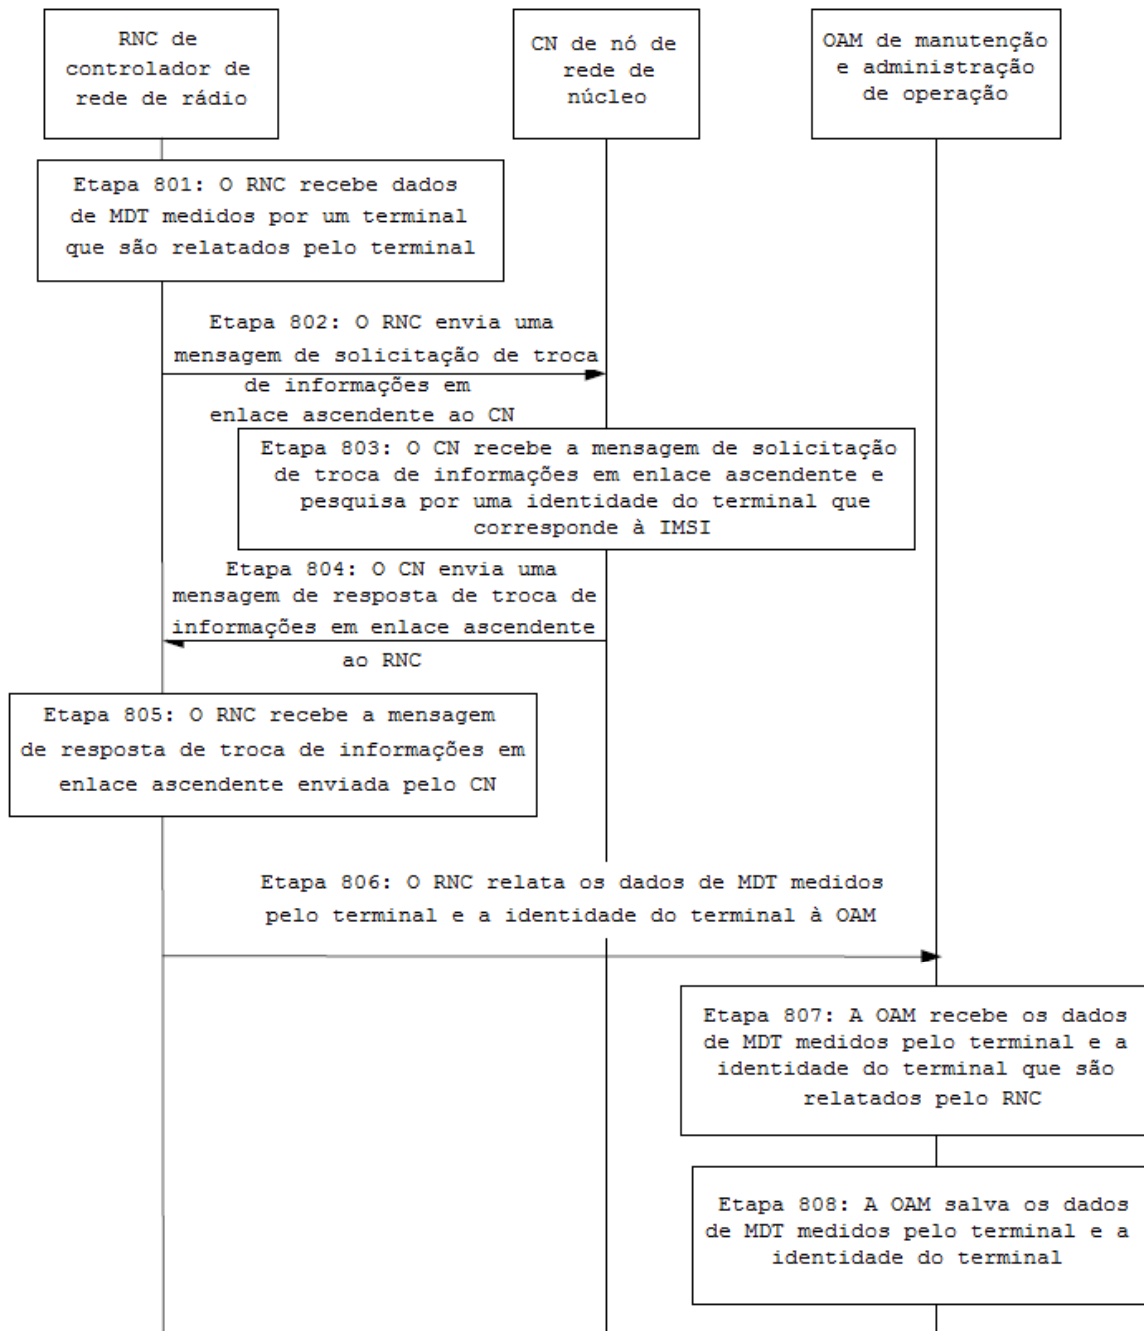 RNC de
controlador de
rede de rádio
CN de nó de
rede de
núcleo
OAM de manutenção
e administração
de operação
Etapa 801: O RNC recebe dados
de MDT medidos por um terminal
que são relatados pelo terminal
Etapa 802: O RNC envia uma
mensagem de solicitação de troca
de informações em
enlace ascendente ao CN
Etapa 803: O CN recebe a mensagem de solicitação
de troca de informações em enlace ascendente e
pesquisa por uma identidade do terminal que
corresponde à IMSI
Etapa 804: O CN envia uma
mensagem de resposta de troca de
informações em enlace ascendente
ao RNC
Etapa 805: O RNC recebe a mensagem
de resposta de troca de informações em
enlace ascendente enviada pelo CN
Etapa 806: O RNC relata os dados de MDT medidos
pelo terminal e a identidade do terminal à OAM
Etapa 807: A OAM recebe os dados
de MDT medidos pelo terminal e a
identidade do terminal que são
relatados pelo RNC
Etapa 808: A OAM salva os dados
de MDT medidos pelo terminal e a
identidade do terminal